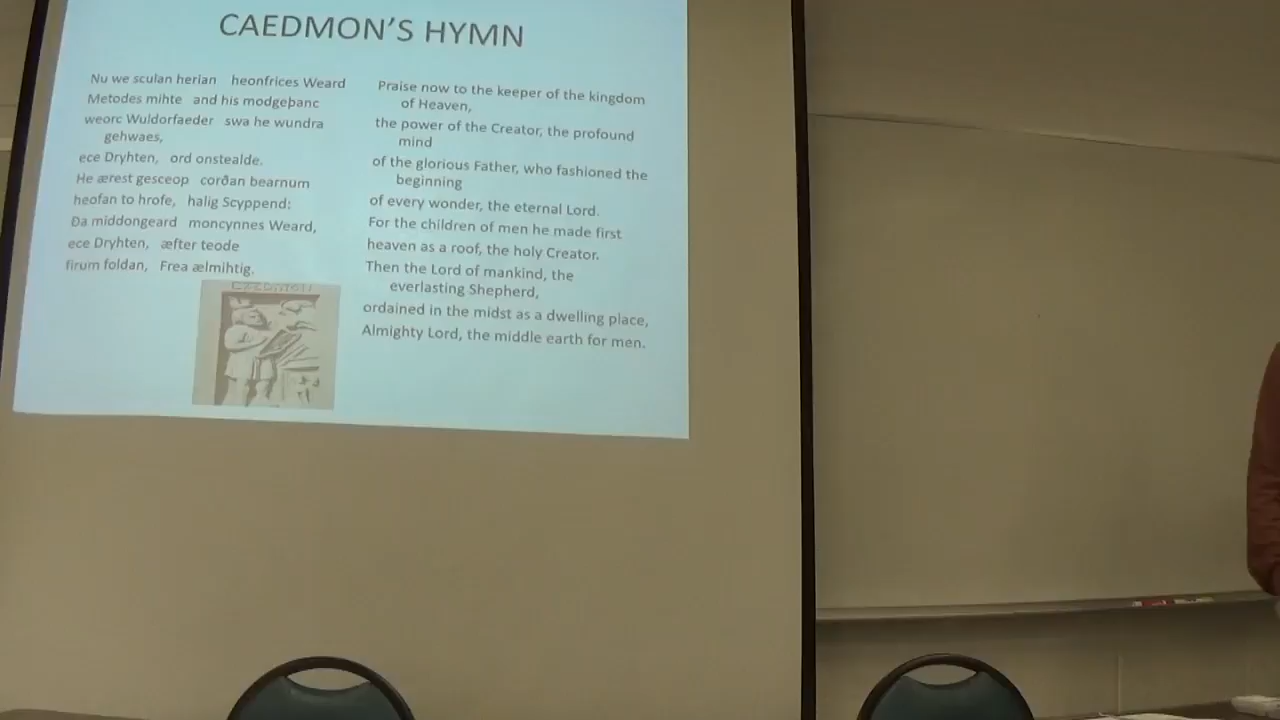 CAEDMON'S HYMN
Nu we sculan herian heonfrices Weard
Metodes mihte and his modgeþanc
weorc Wuldorfaeder swa he wundra
gehwaes,
ece Dryhten, ord onstealde.
He ærest gesceop corðan bearnum
heofan to hrofe, halig Scyppend:
Ða middongeard moncynnes Weard,
ece Dryhten, æfter teode
firum foldan, Frea ælmihtig.
Praise now to the keeper of the kingdom
of Heaven,
the power of the Creator, the profound
mind
of the glorious Father, who fashioned the
beginning
of every wonder, the eternal Lord.
For the children of men he made first
heaven as a roof, the holy Creator.
Then the Lord of mankind, the
everlasting Shepherd,
ordained in the midst as a dwelling place,
Almighty Lord, the middle earth for men.